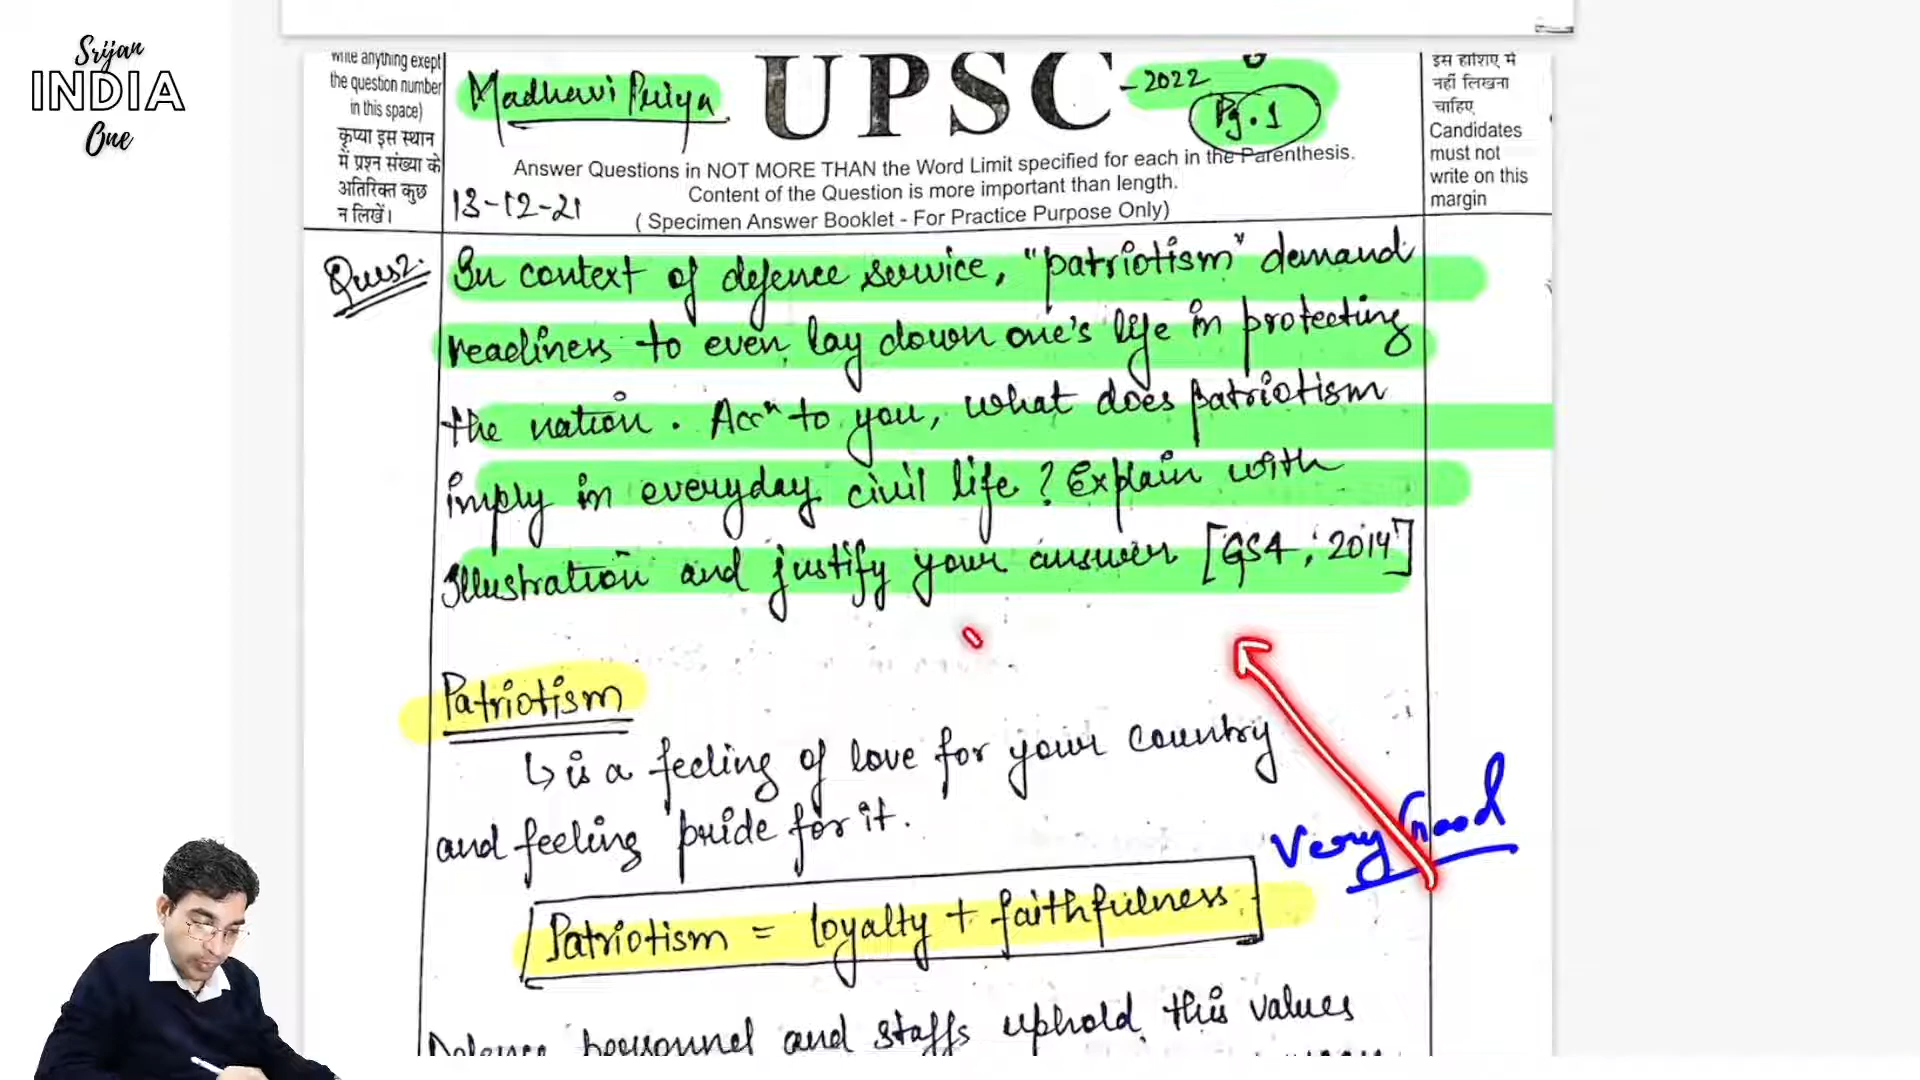 Srijan
INDIA
One
write anything exept
the question number
in this space)
कृप्या इस स्थान
में प्रश्न संख्या के
अतिरिक्त कुछ
न लिखें।
Madhavi Priya
UPSC
-2022
Pg.1
Answer Questions in NOT MORE THAN the Word Limit specified for each in the Parenthesis.
Content of the Question is more important than length.
( Specimen Answer Booklet - For Practice Purpose Only)
13-12-21
इस हाशिए में
नहीं लिखना
चाहिए
Candidates
must not
write on this
margin
Ques2.
In context of defence service, "patriotism" demand
readiness to even lay down one's life in protecting
the nation. Accn to you, what does patriotism
imply in everyday civil life? Explain with
illustration and justify your answer [GS4, '2014']
Patriotism
↳ is a feeling of love for your country
and feeling pride for it.
Very Good
Patriotism = loyalty + faithfulness.
Defence personnel and staffs uphold this values